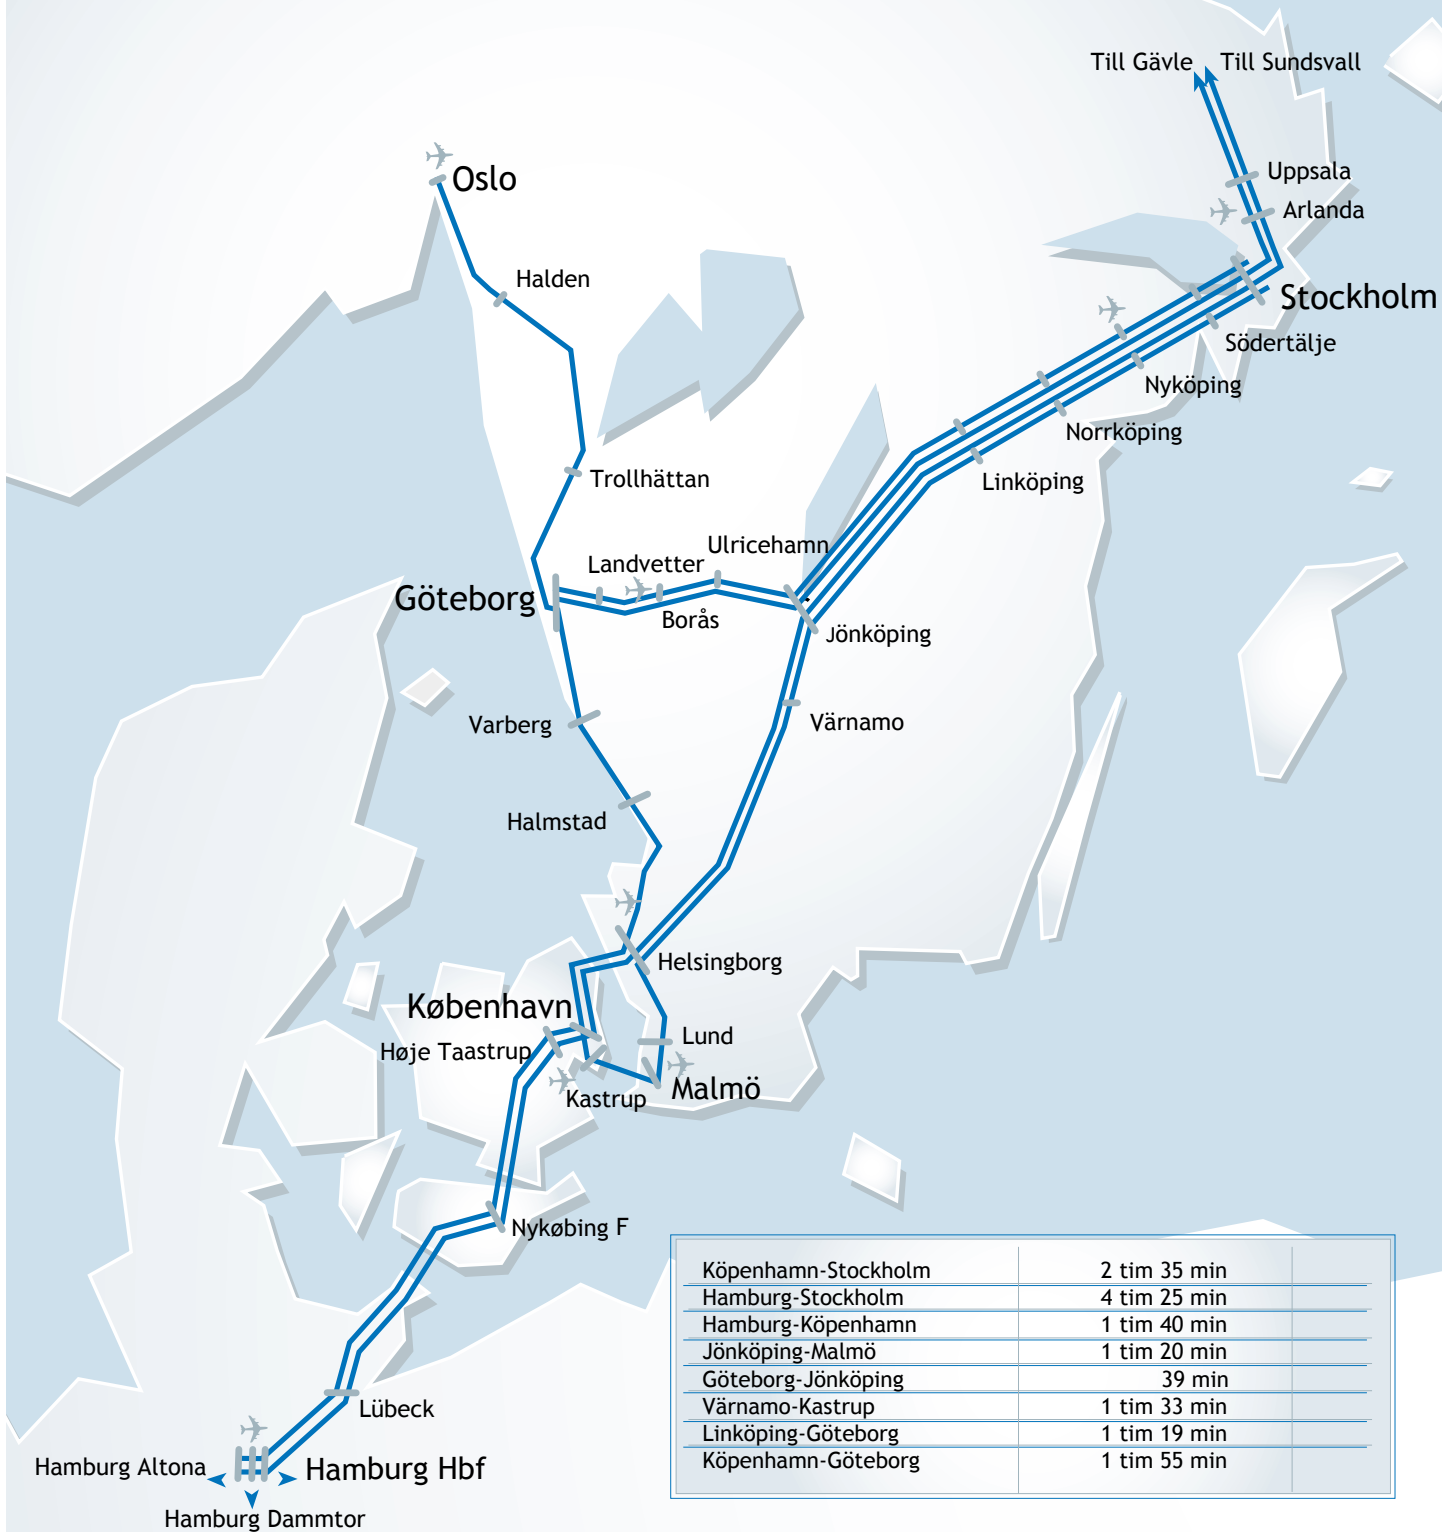 Till Gävle Till Sundsvall
Uppsala
Oslo
Arlanda
Halden
Stockholm
Södertälje
Nyköping
Norrköping
Trollhättan
Linköping
Ulricehamn
Landvetter
Göteborg
Borås
Jönköping
Varberg
Värnamo
Halmstad
Helsingborg
København
Lund
Høje Taastrup
Malmö
Kastrup
Nykøbing F
Köpenhamn-Stockholm 2 tim 35 min
Hamburg-Stockholm 4 tim 25 min
Hamburg-Köpenhamn 1 tim 40 min
Jönköping-Malmö 1 tim 20 min
Göteborg-Jönköping 39 min
Värnamo-Kastrup 1 tim 33 min
Linköping-Göteborg 1 tim 19 min
Köpenhamn-Göteborg 1 tim 55 min
Lübeck
Hamburg Altona
Hamburg Hbf
Hamburg Dammtor